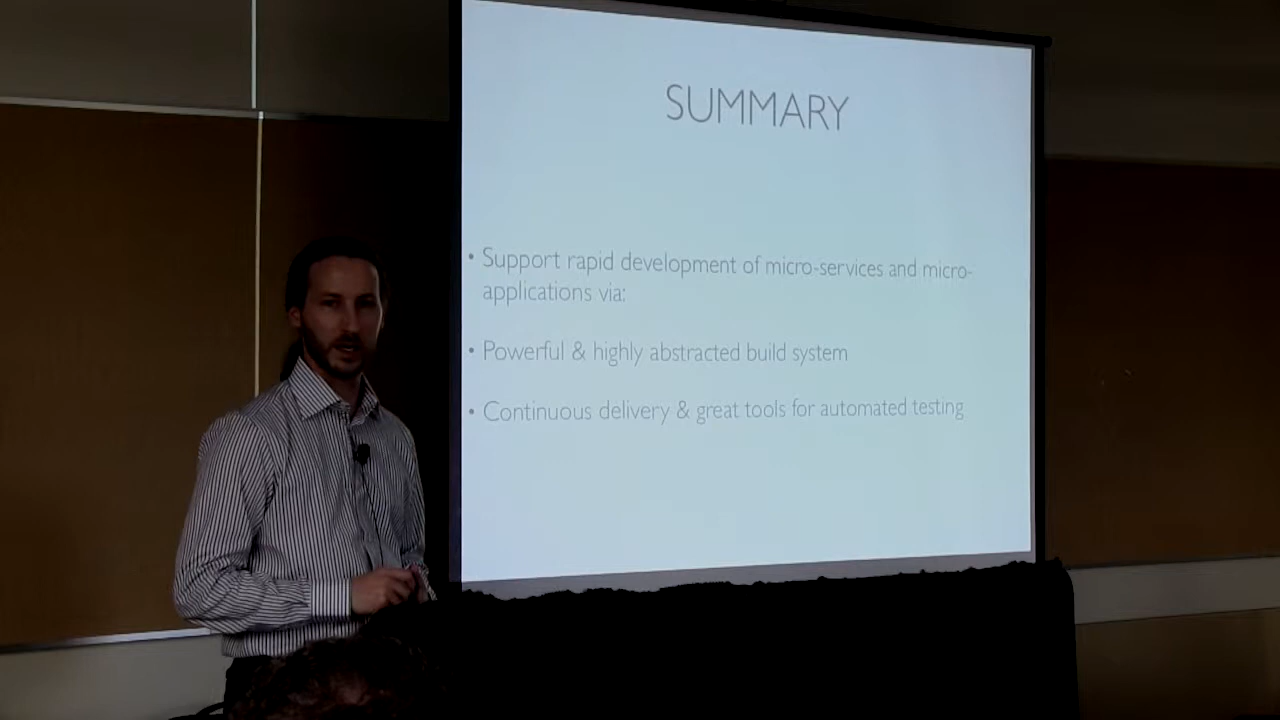 SUMMARY
• Support rapid development of micro-services and micro-
applications via:
• Powerful & highly abstracted build system
• Continuous delivery & great tools for automated testing